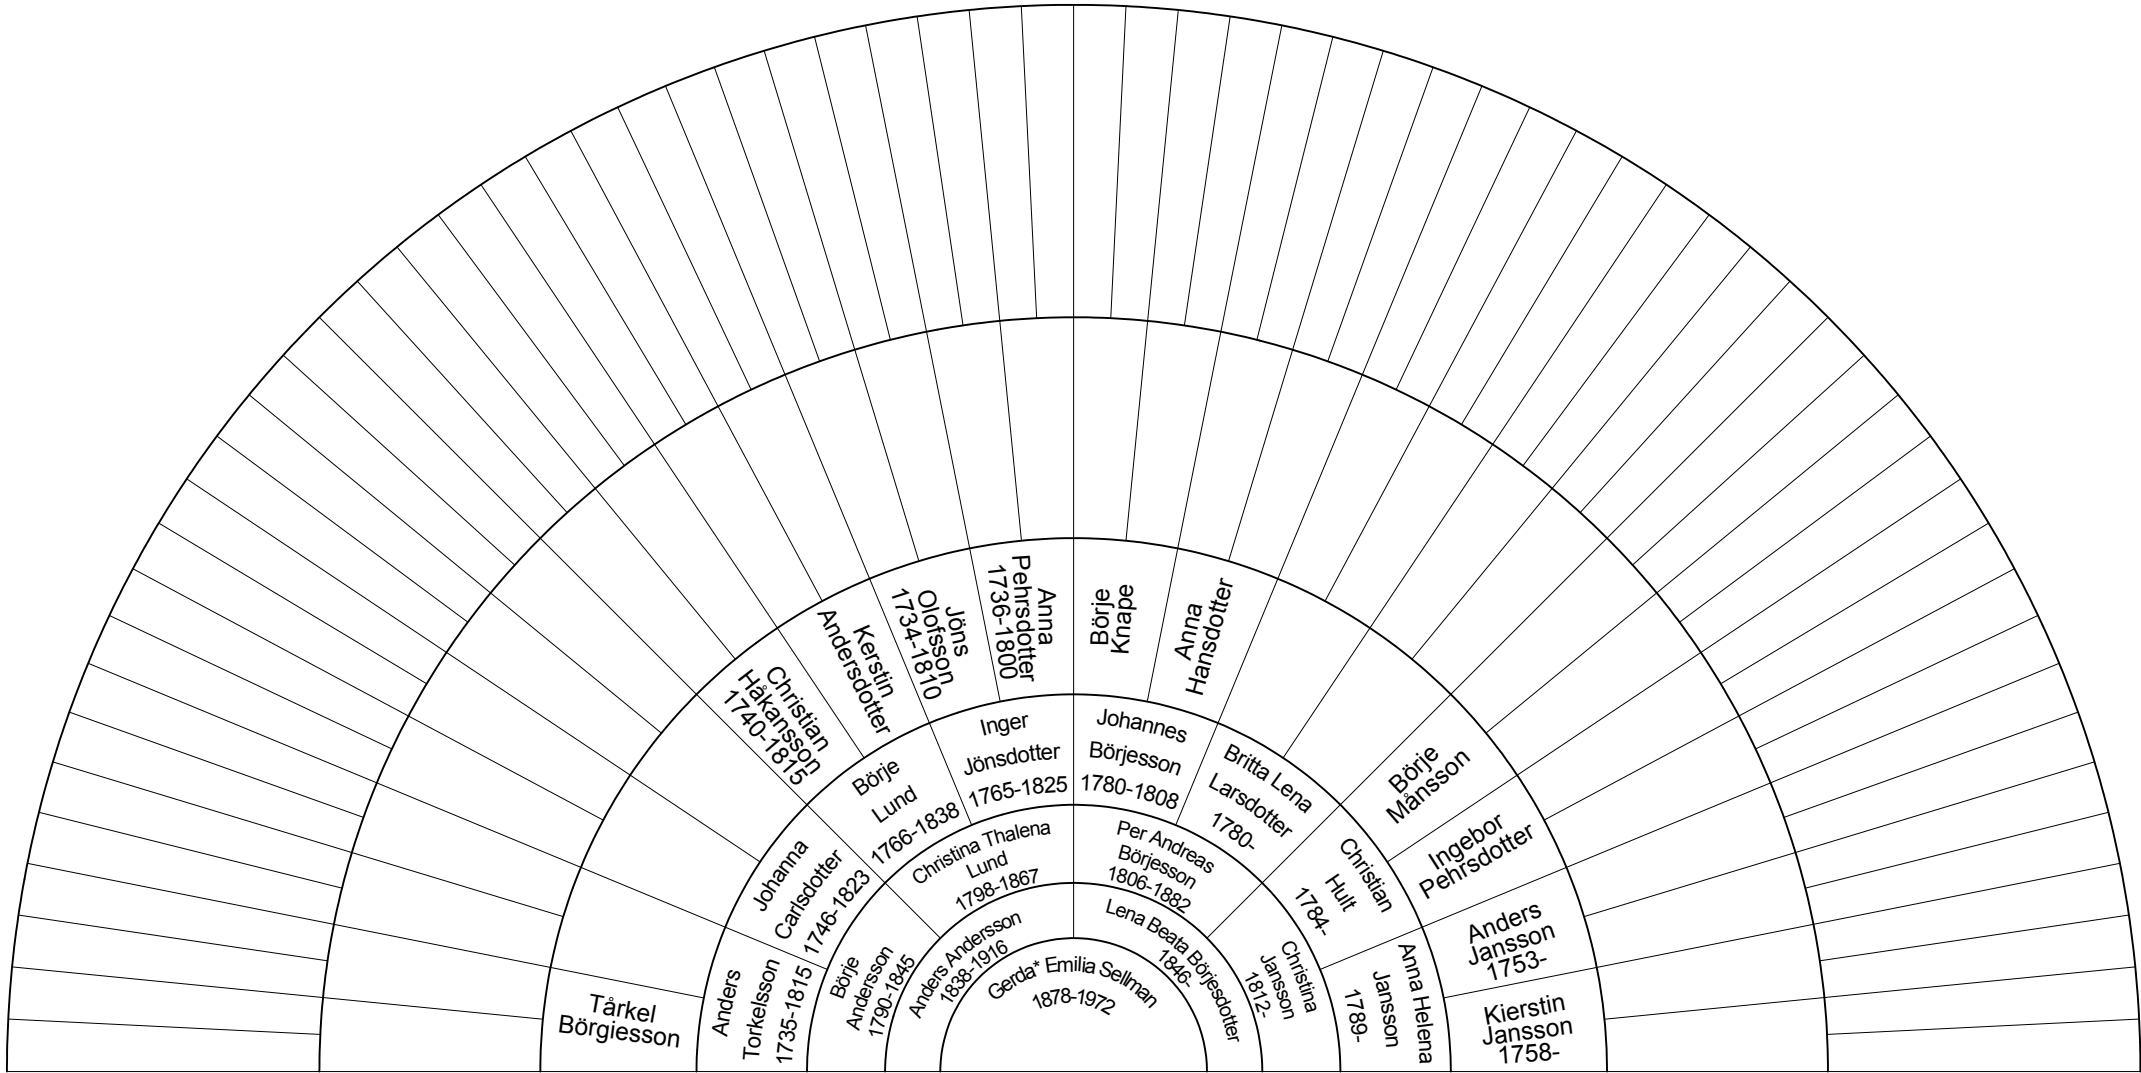 Gerda* Emilia Sellman
1878-1972
Anders Andersson
1838-1916
Lena Beata Börjesdotter
1846-
Börje
Andersson
1790-1845
Christina Thalena
Lund
1798-1867
Per Andreas
Börjesson
1806-1882
Christina
Jansson
1812-
Anders
Torkelsson
1735-1815
Johanna
Carlsdotter
1746-1823
Börje
Lund
1766-1838
Inger
Jönsdotter
1765-1825
Johannes
Börjesson
1780-1808
Britta Lena
Larsdotter
1780-
Christian
Hult
1784-
Anna Helena
Jansson
1789-
Tårkel
Börgiesson
Christian
Håkansson
1740-1815
Kerstin
Andersdotter
Jöns
Olofsson
1734-1810
Anna
Pehrsdotter
1736-1800
Börje
Knape
Anna
Hansdotter
Börje
Månsson
Ingebor
Pehrsdotter
Anders
Jansson
1753-
Kierstin
Jansson
1758-